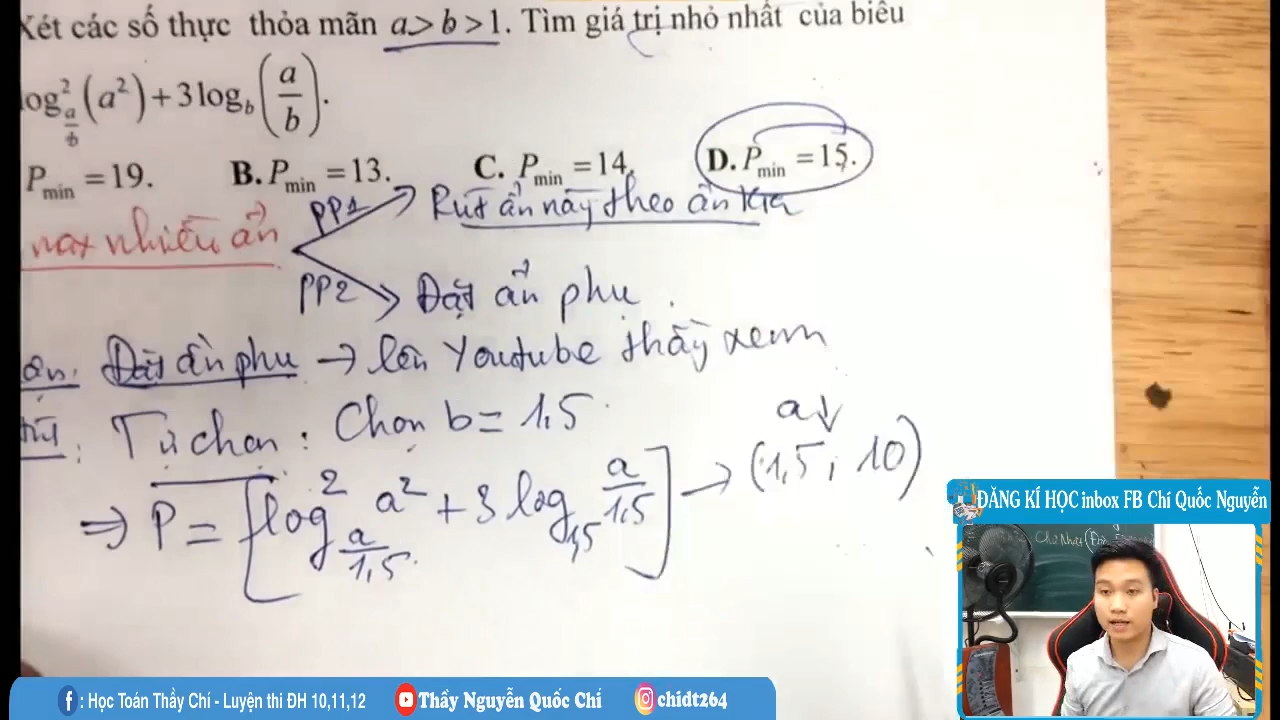 Xét các số thực thỏa mãn a > b > 1. Tìm giá trị nhỏ nhất của biểu
log²_{a/b}(a²) + 3log_b(a/b).
P_min = 19. B. P_min = 13. C. P_min = 14. D. P_min = 15.
max nhiều ẩn
PP1 → Rút ẩn này theo ẩn kia
PP2 → Đặt ẩn phụ.
Đặt ẩn phụ → lên Youtube thầy xem
Tự chọn: Chọn b = 1,5
⇒ P = [log²_{a/1,5} a² + 3 log_{1,5} a/1,5] → (1,5; 10)
a↓
ĐĂNG KÍ HỌC inbox FB Chí Quốc Nguyễn
: Học Toán Thầy Chí - Luyện thi ĐH 10,11,12
Thầy Nguyễn Quốc Chí
chidt264